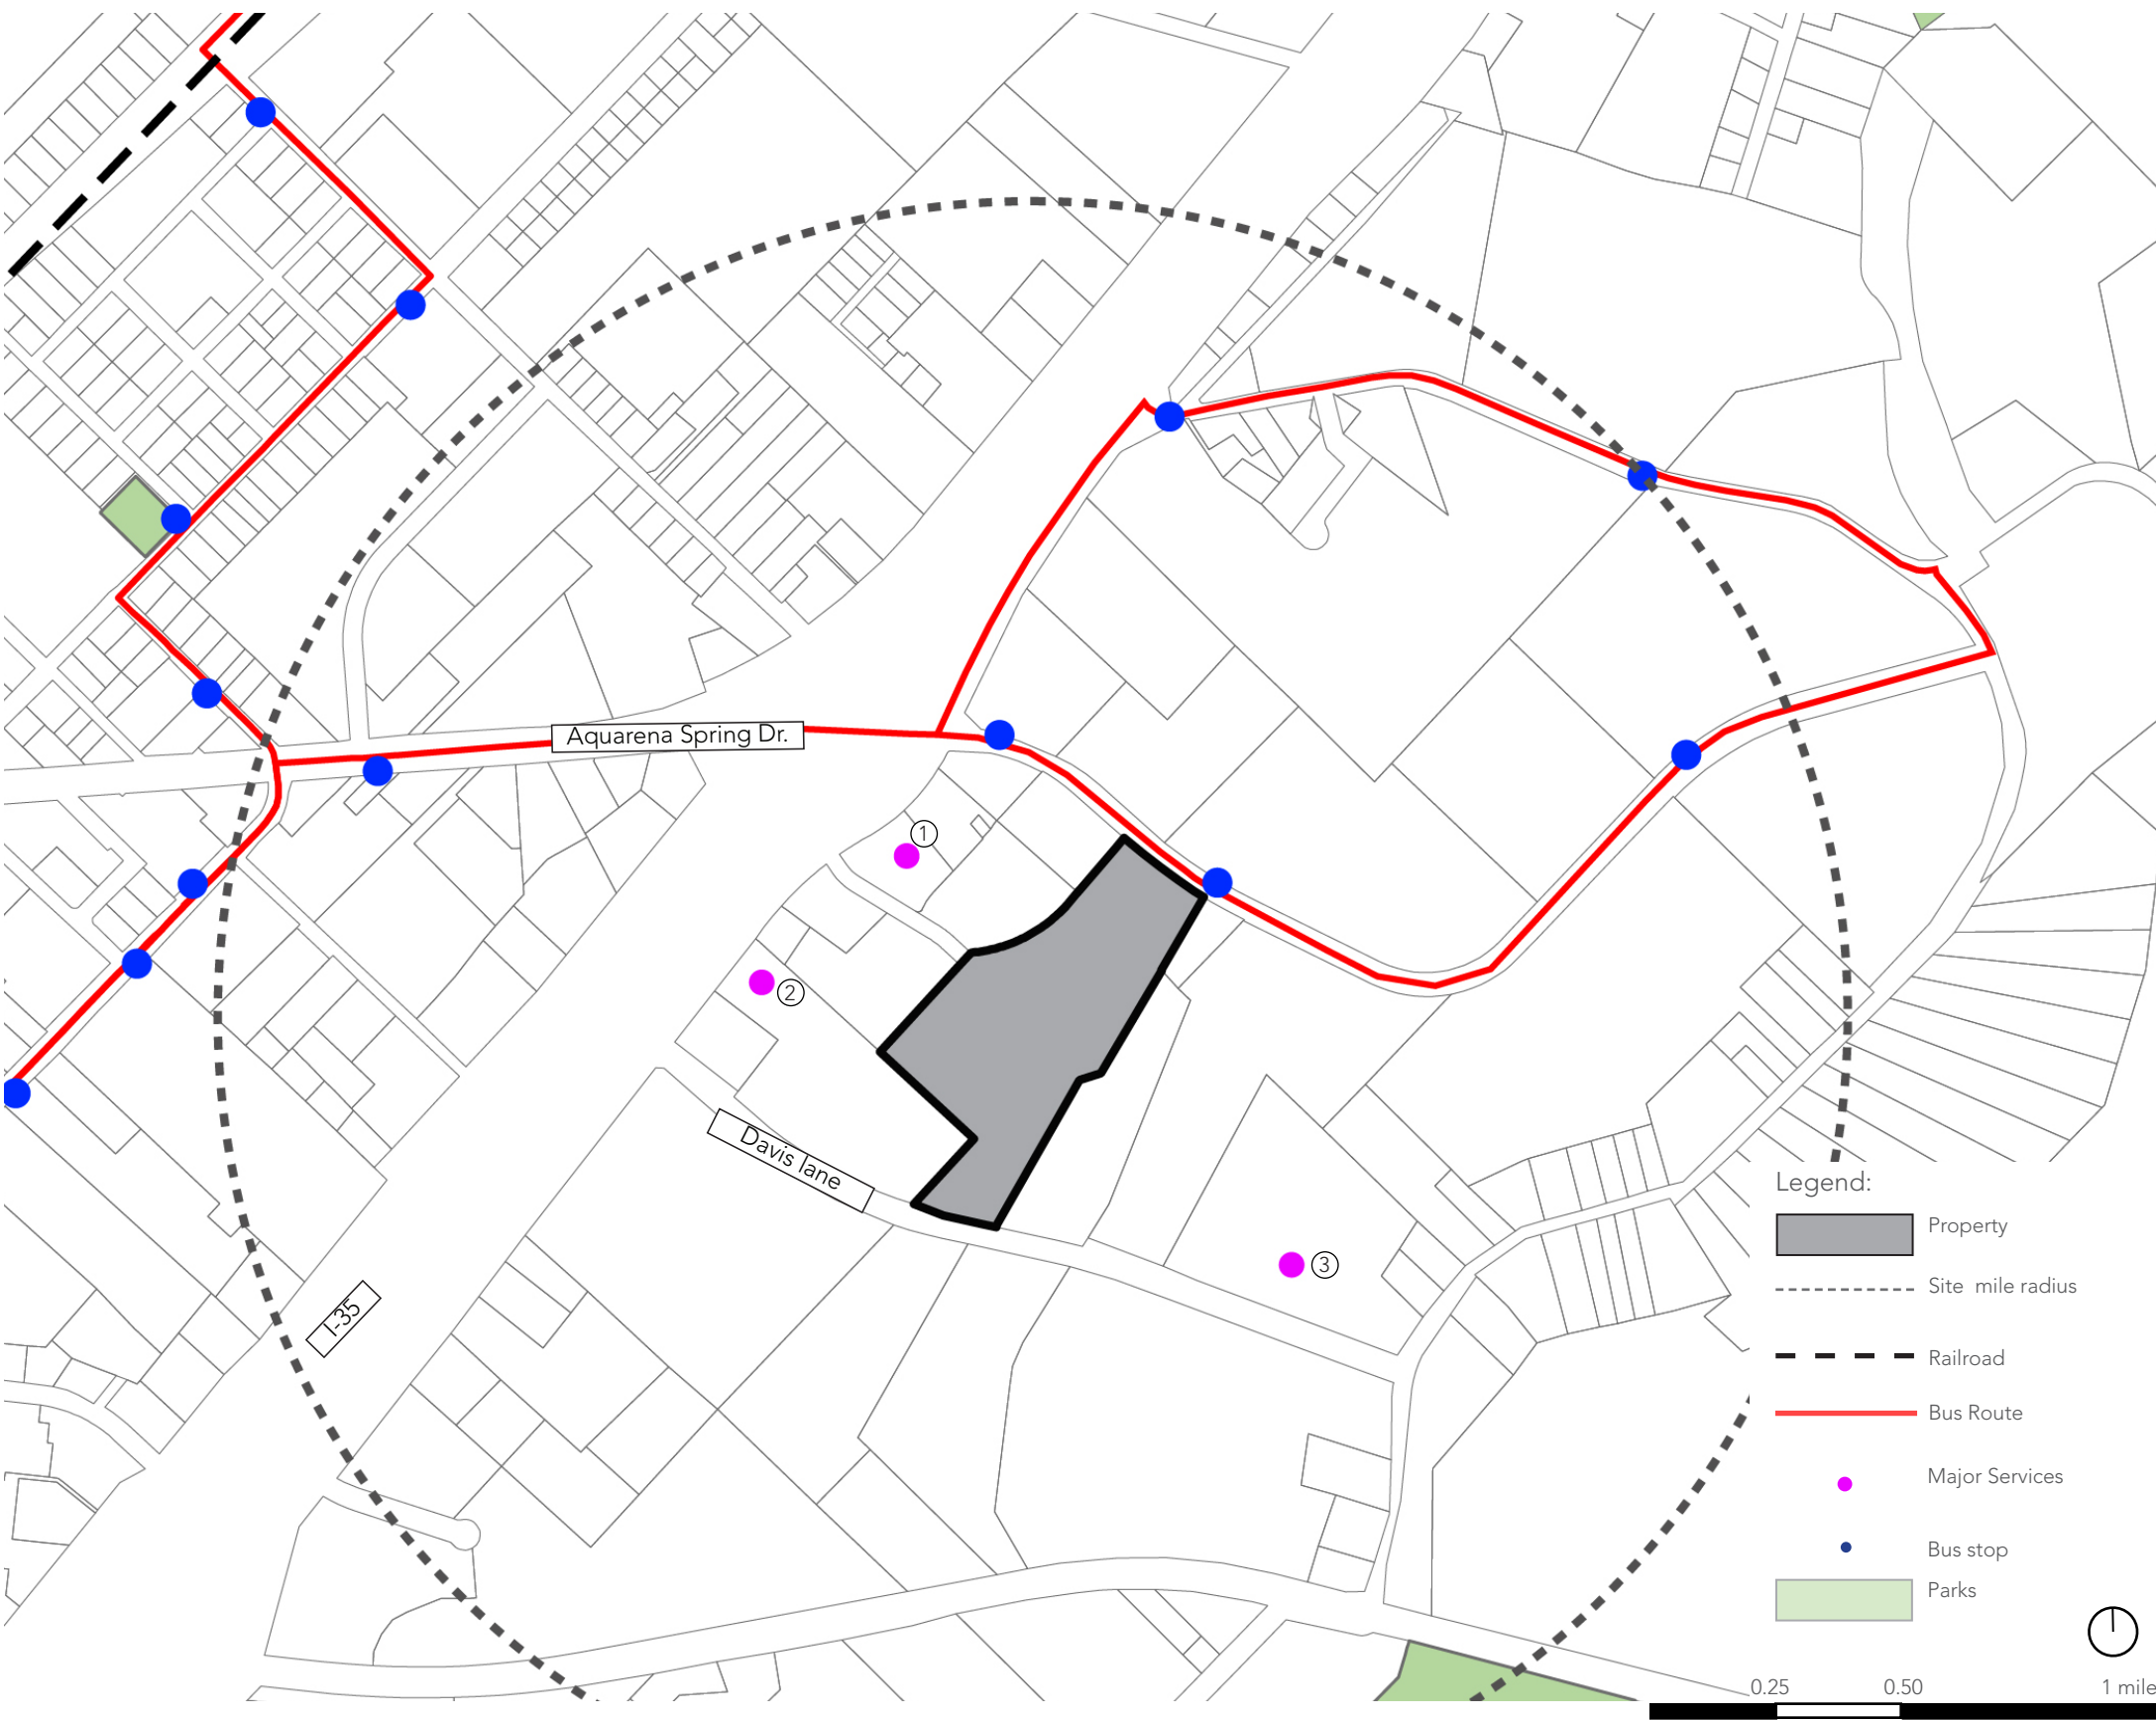 Aquarena Spring Dr.
1
2
Davis lane
3
I-35
Legend:
Property
Site mile radius
Railroad
Bus Route
Major Services
Bus stop
Parks
0.25 0.50 1 mile